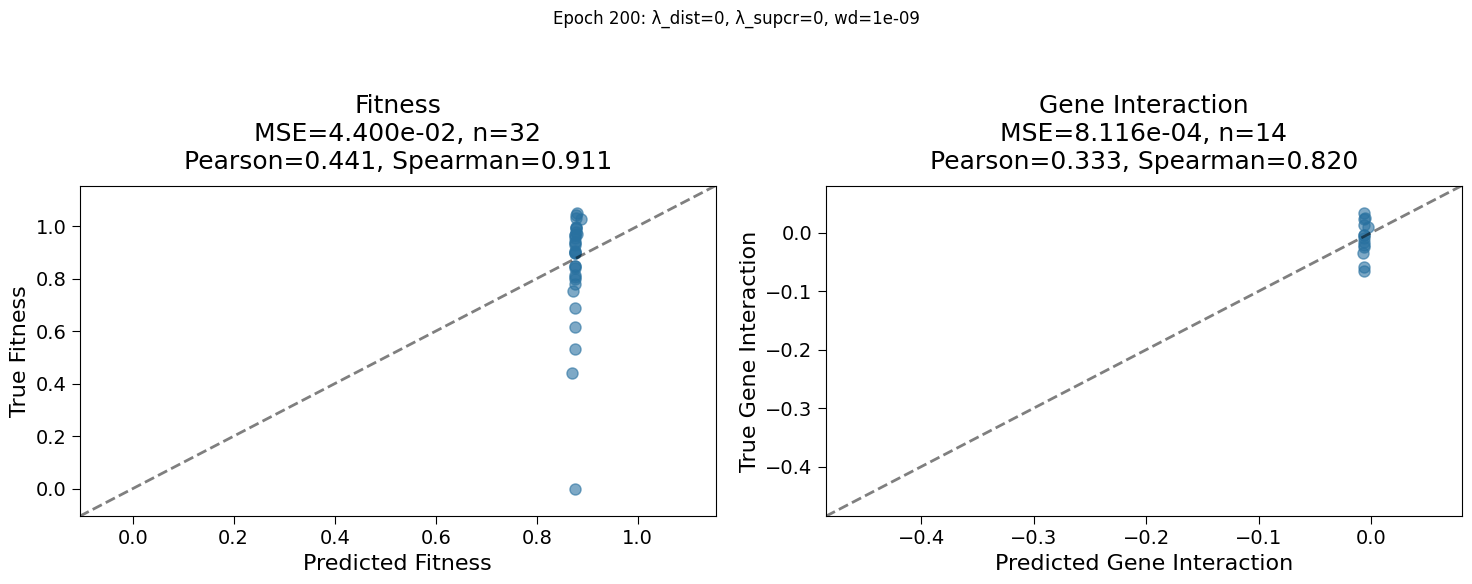 Epoch 200: λ_dist=0, λ_supcr=0, wd=1e-09
Fitness
MSE=4.400e-02, n=32
Pearson=0.441, Spearman=0.911
True Fitness
1.0
0.8
0.6
0.4
0.2
0.0
0.0 0.2 0.4 0.6 0.8 1.0
Predicted Fitness
Gene Interaction
MSE=8.116e-04, n=14
Pearson=0.333, Spearman=0.820
True Gene Interaction
0.0
−0.1
−0.2
−0.3
−0.4
−0.4 −0.3 −0.2 −0.1 0.0
Predicted Gene Interaction